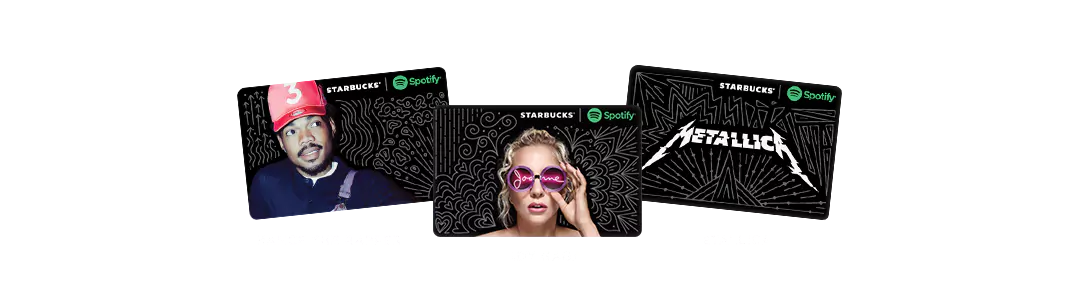 3
STARBUCKS® | Spotify®
STARBUCKS® | Spotify®
Joanne
STARBUCKS® | Spotify®
METALLICA